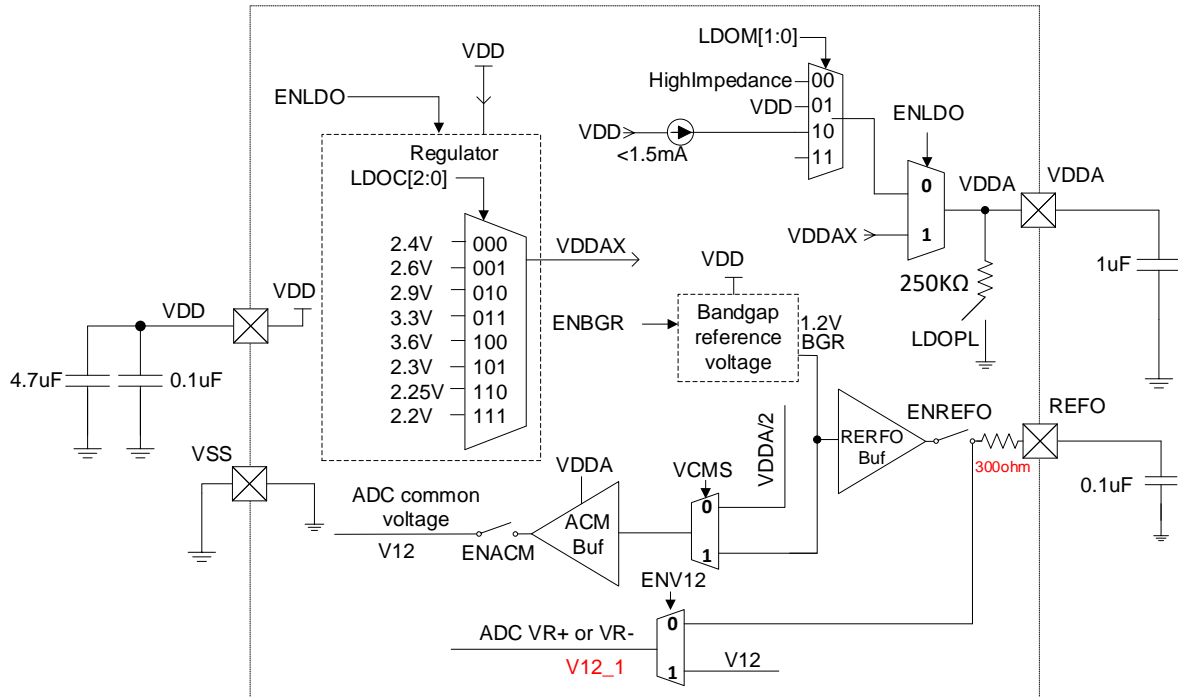 LDOM[1:0]
VDD
HighImpedance
00
ENLDO
VDD
01
ENLDO
VDD
10
<1.5mA
11
Regulator
LDOC[2:0]
0
VDDA
VDDA
2.4V
000
VDDAX
VDDAX
1
2.6V
001
VDD
1uF
2.9V
010
250KΩ
VDD
VDD
3.3V
011
ENBGR
Bandgap
reference
voltage
1.2V
BGR
3.6V
100
LDOPL
4.7uF
0.1uF
2.3V
101
2.25V
110
2.2V
111
ENREFO
REFO
VSS
VDDA/2
RERFO
Buf
300ohm
VDDA
VCMS
0.1uF
ADC common
voltage
0
V12
ENACM
ACM
Buf
1
ENV12
ADC VR+ or VR-
0
V12_1
1
V12